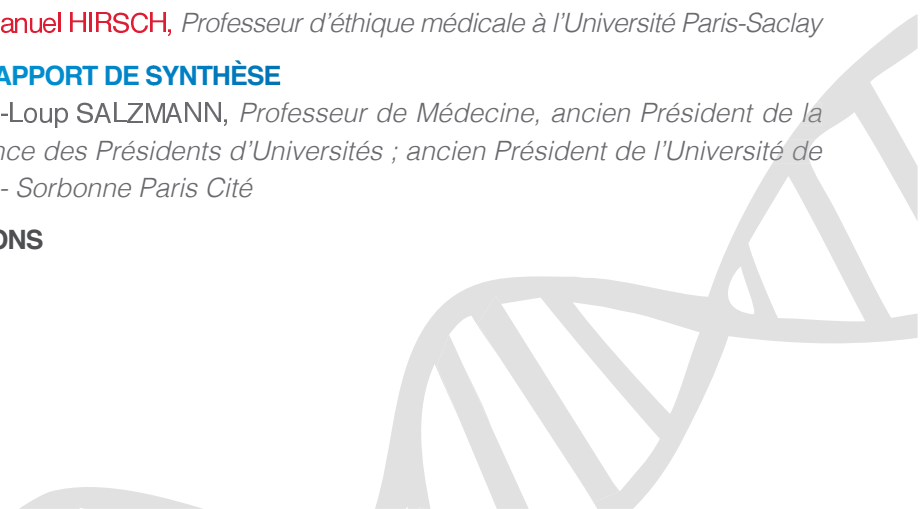 anuel HIRSCH, Professeur d’éthique médicale à l’Université Paris-Saclay
APPORT DE SYNTHÈSE
-Loup SALZMANN, Professeur de Médecine, ancien Président de la
nce des Présidents d’Universités ; ancien Président de l’Université de
- Sorbonne Paris Cité
ONS